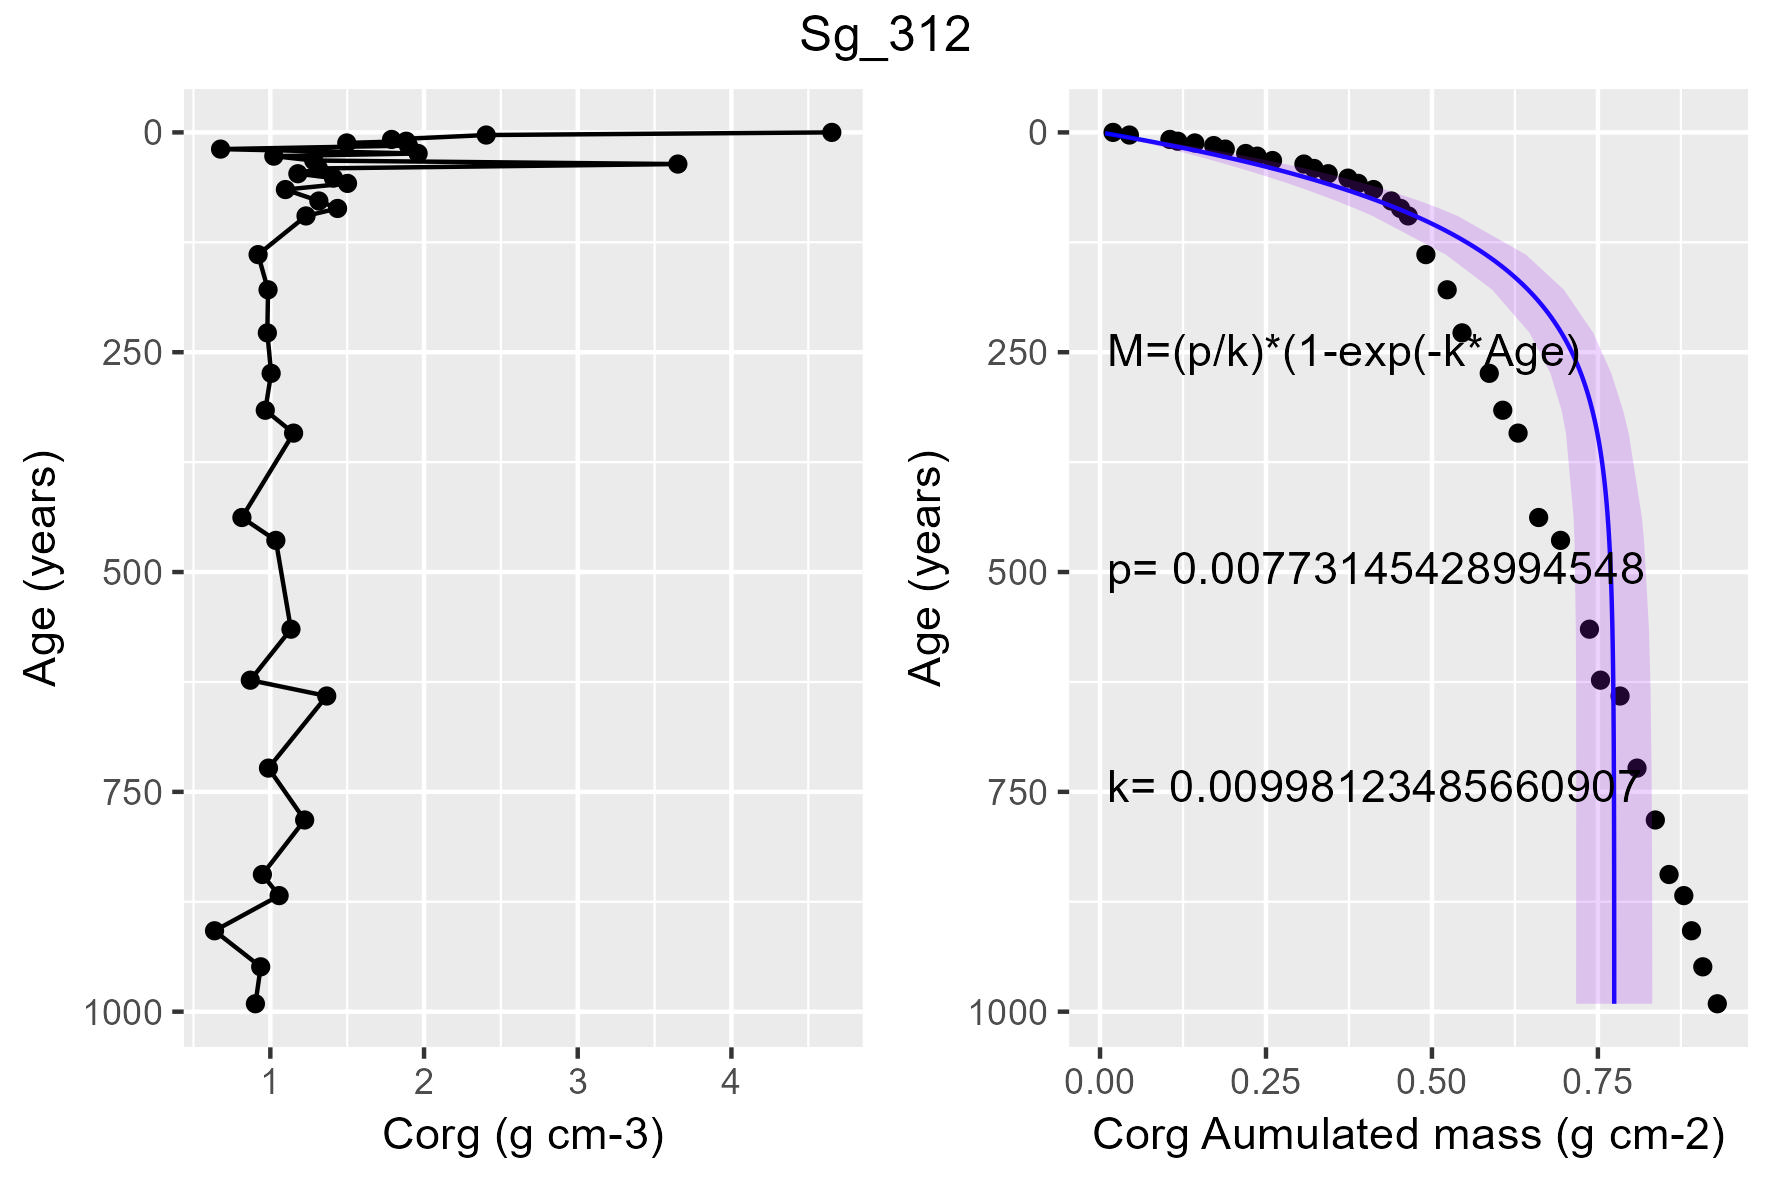 Sg_312
Age (years)
0
250
500
750
1000
1
2
3
4
Corg (g cm-3)
Age (years)
0
250
500
750
1000
M=(p/k)*(1-exp(-k*Age)
p= 0.00773145428994548
k= 0.00998123485660907
0.00
0.25
0.50
0.75
Corg Aumulated mass (g cm-2)